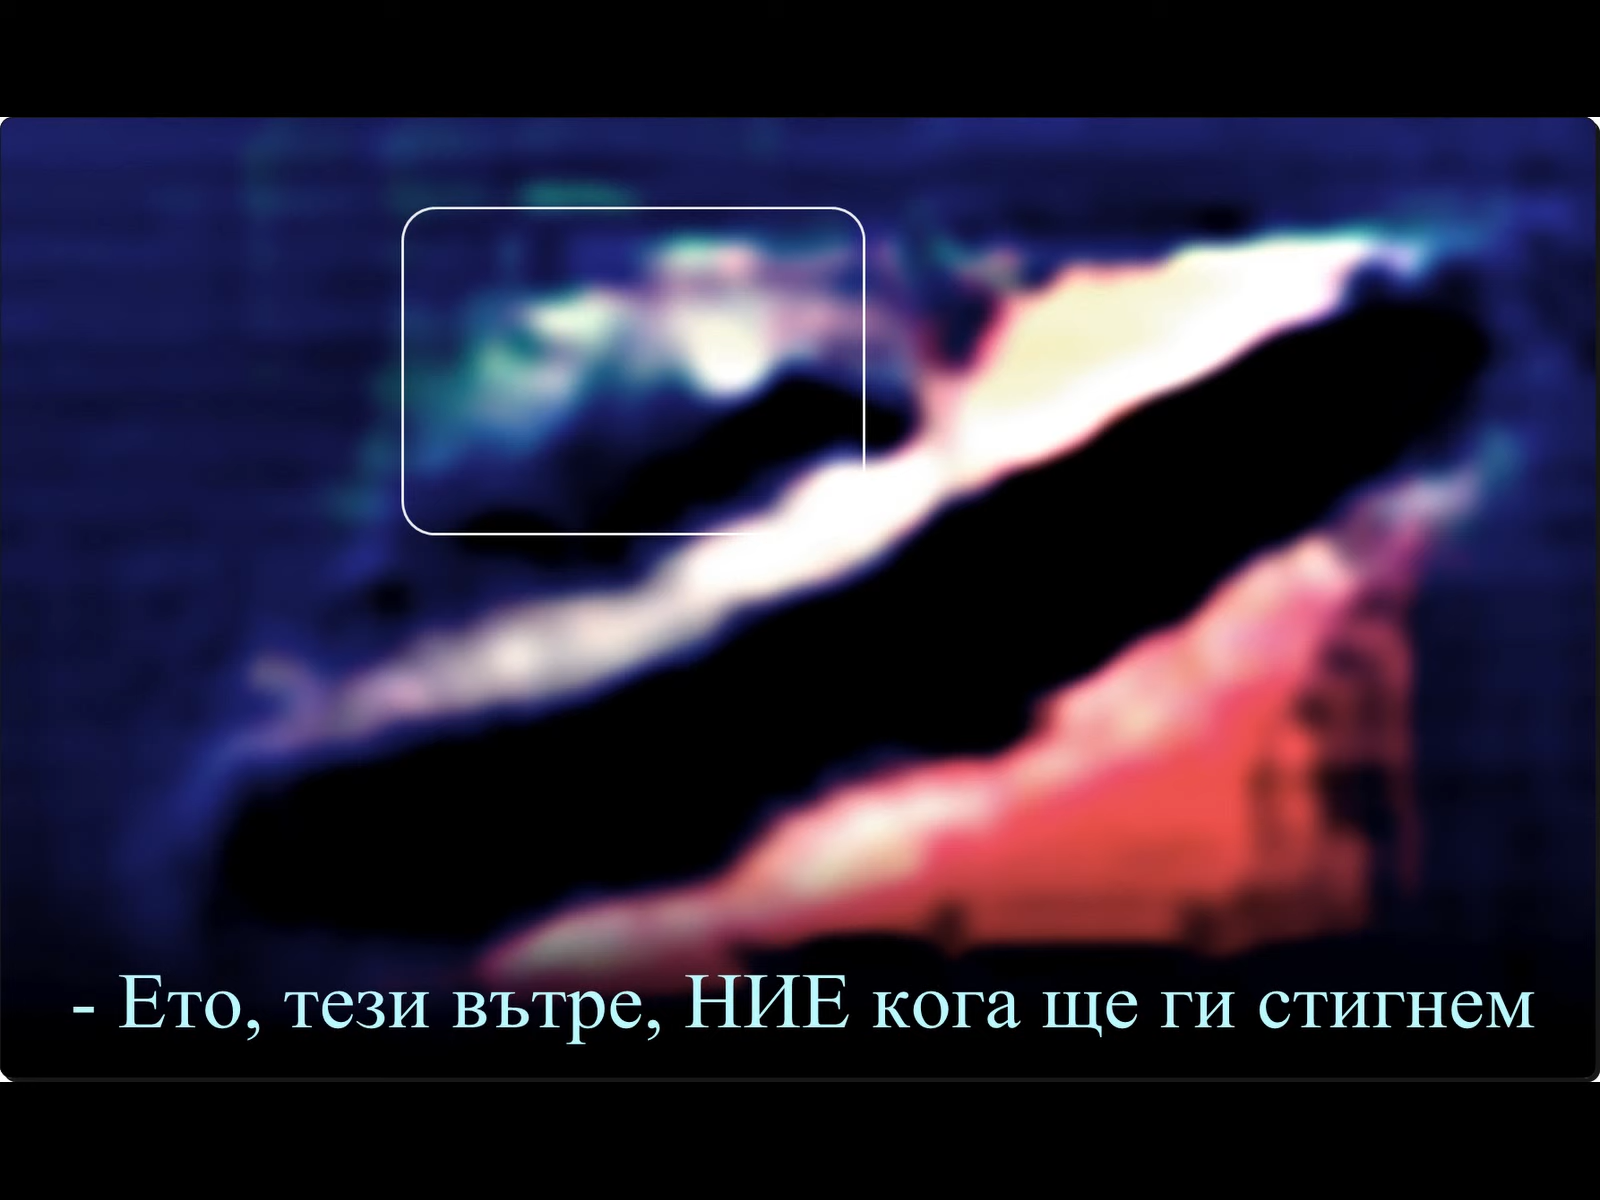 - Ето, тези вътре, НИЕ кога ще ги стигнем